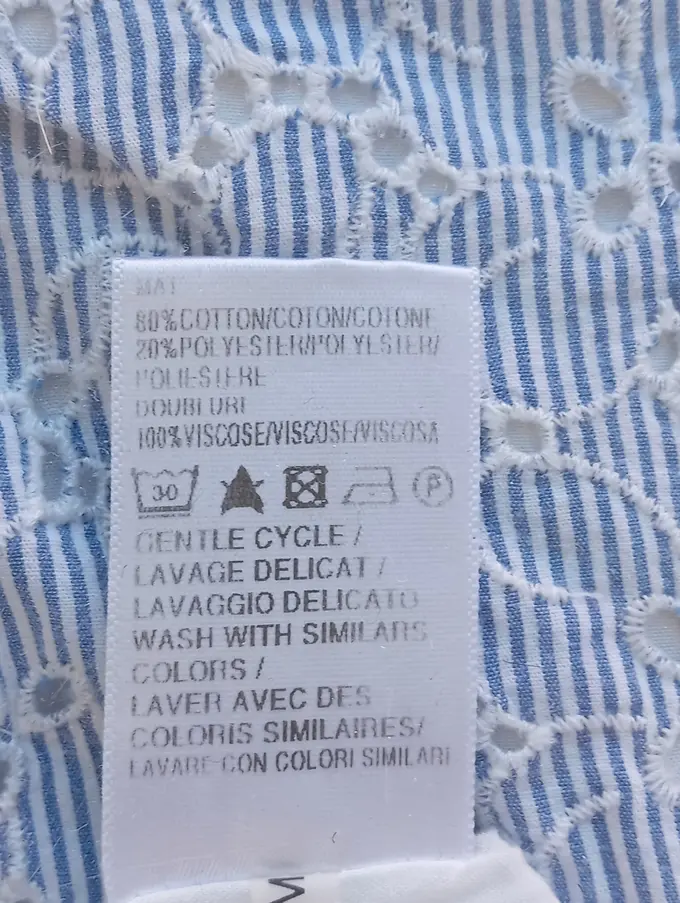 MAT
80%COTTON/COTON/COTONE
20%POLYESTER/POLYESTER/
POLIESTERE
DOUBLURE
100%VISCOSE/VISCOSE/VISCOSA
30 P
GENTLE CYCLE /
LAVAGE DELICAT /
LAVAGGIO DELICATO
WASH WITH SIMILARS
COLORS /
LAVER AVEC DES
COLORIS SIMILAIRES/
LAVARE CON COLORI SIMILARI
M